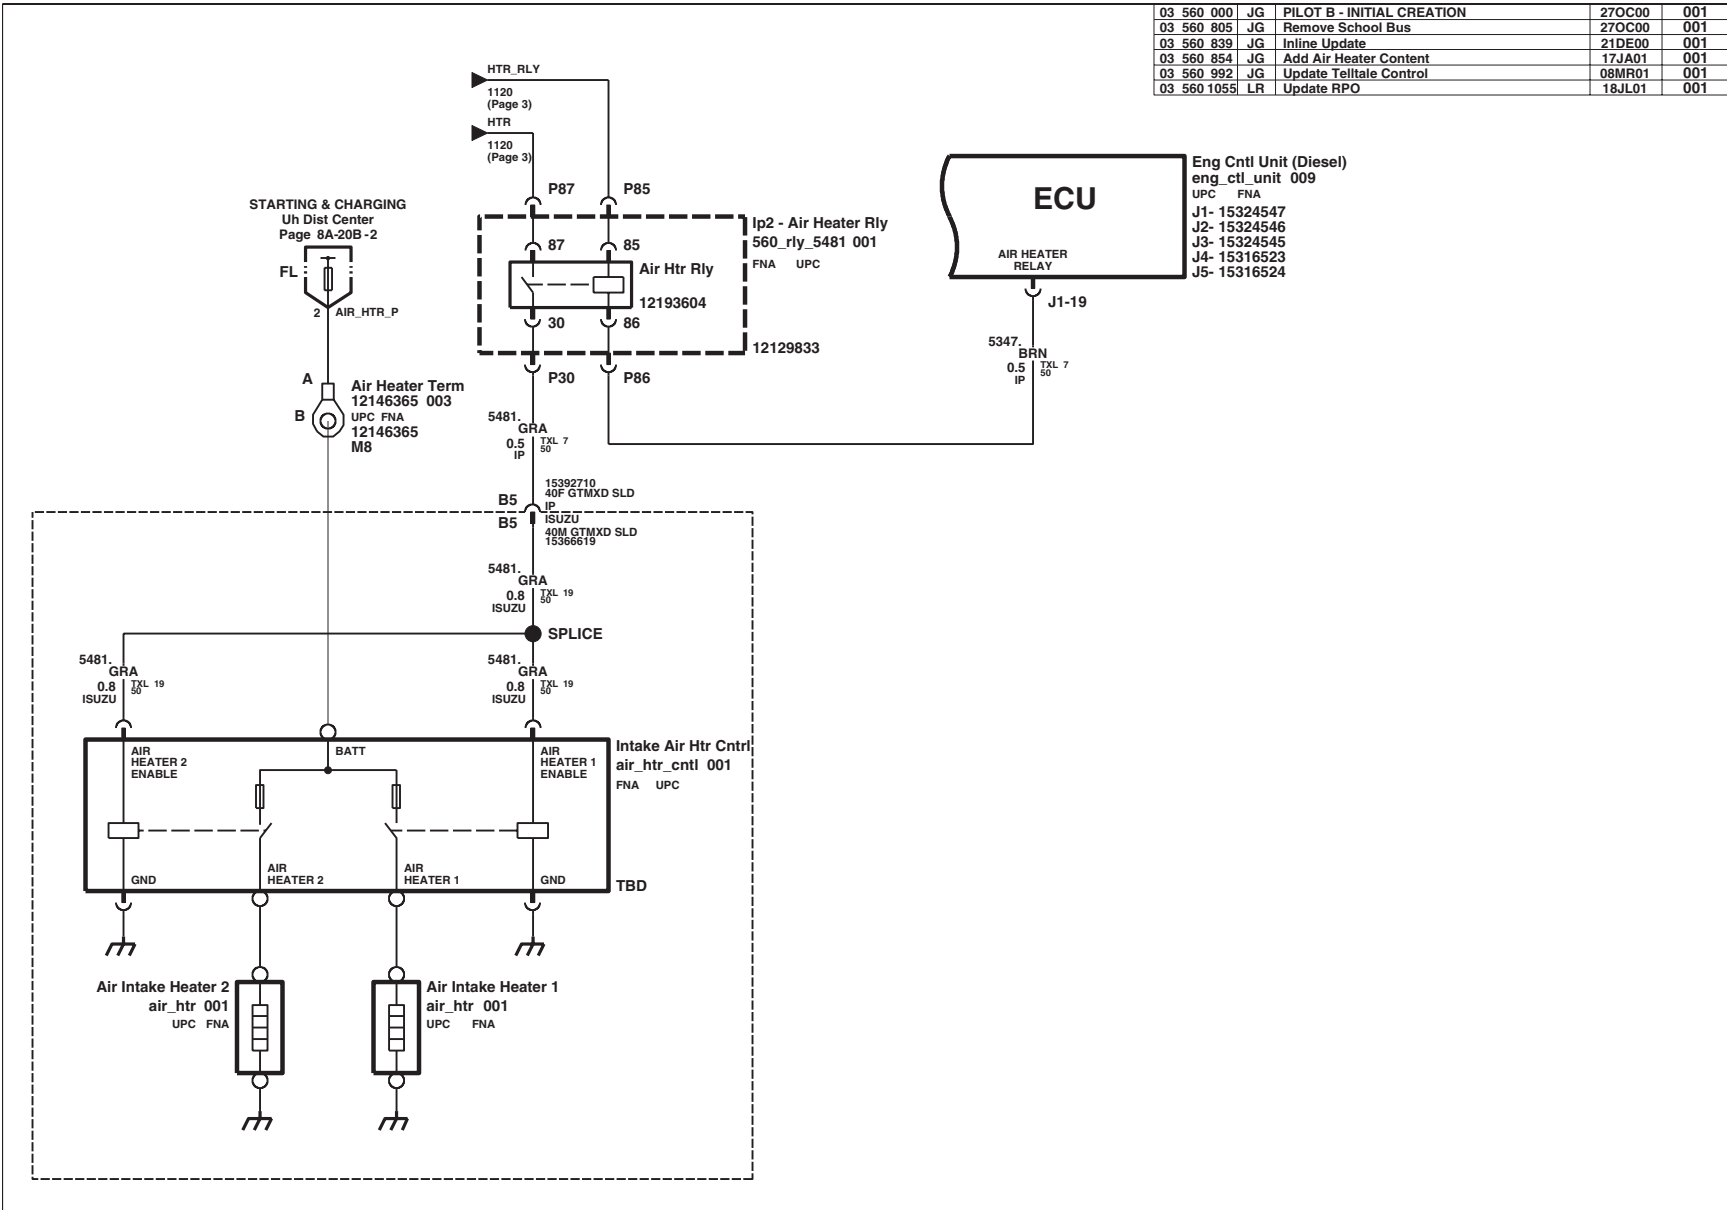 03 560 000 JG PILOT B - INITIAL CREATION 27OC00 001
03 560 805 JG Remove School Bus 27OC00 001
03 560 839 JG Inline Update 21DE00 001
03 560 854 JG Add Air Heater Content 17JA01 001
03 560 992 JG Update Telltale Control 08MR01 001
03 560 1055 LR Update RPO 18JL01 001
HTR_RLY
1120
(Page 3)
HTR
1120
(Page 3)
P87 P85
STARTING & CHARGING
Uh Dist Center
Page 8A-20B-2
FL
2 AIR_HTR_P
A
B
Air Heater Term
12146365 003
UPC FNA
12146365
M8
87 85
Air Htr Rly
12193604
30 86
Ip2 - Air Heater Rly
560_rly_5481 001
FNA UPC
12129833
P30 P86
ECU
AIR HEATER
RELAY
Eng Cntl Unit (Diesel)
eng_ctl_unit 009
UPC FNA
J1- 15324547
J2- 15324546
J3- 15324545
J4- 15316523
J5- 15316524
J1-19
5347.
BRN
0.5 TXL 7
IP 50
5481.
GRA
0.5 TXL 7
IP 50
15392710
40F GTMXD SLD
B5 IP
B5 ISUZU
40M GTMXD SLD
15366619
5481.
GRA
0.8 TXL 19
ISUZU 50
SPLICE
5481.
GRA
0.8 TXL 19
ISUZU 50
5481.
GRA
0.8 TXL 19
ISUZU 50
AIR
HEATER 2
ENABLE
BATT
AIR
HEATER 1
ENABLE
Intake Air Htr Cntrl
air_htr_cntl 001
FNA UPC
GND
AIR
HEATER 2
AIR
HEATER 1
GND
TBD
Air Intake Heater 2
air_htr 001
UPC FNA
Air Intake Heater 1
air_htr 001
UPC FNA